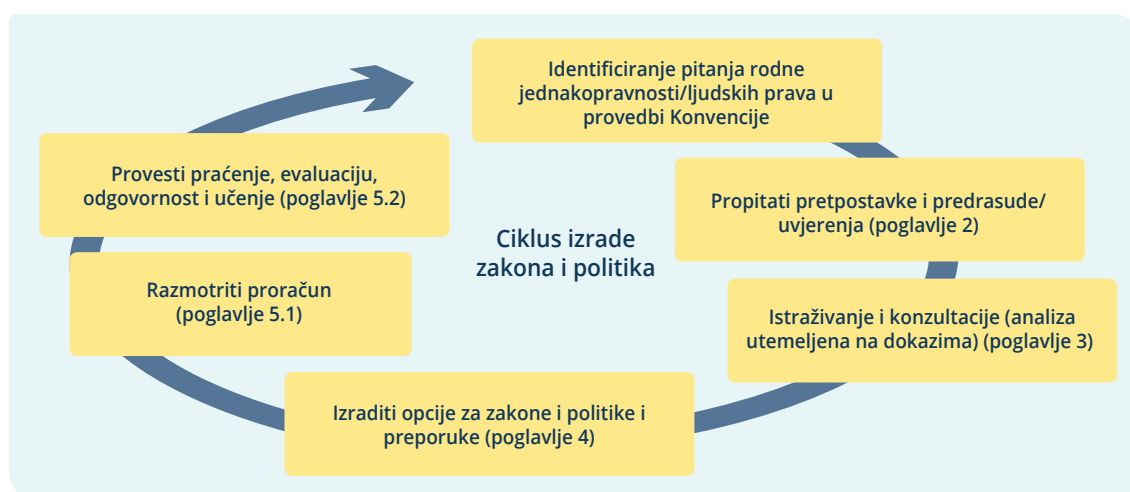 Identificiranje pitanja rodne
jednakopravnosti/ljudskih prava u
provedbi Konvencije
Propitati pretpostavke i predrasude/
uvjerenja (poglavlje 2)
Istraživanje i konzultacije (analiza
utemeljena na dokazima) (poglavlje 3)
Izraditi opcije za zakone i politike i
preporuke (poglavlje 4)
Razmotriti proračun
(poglavlje 5.1)
Provesti praćenje, evaluaciju,
odgovornost i učenje (poglavlje 5.2)
Ciklus izrade
zakona i politika